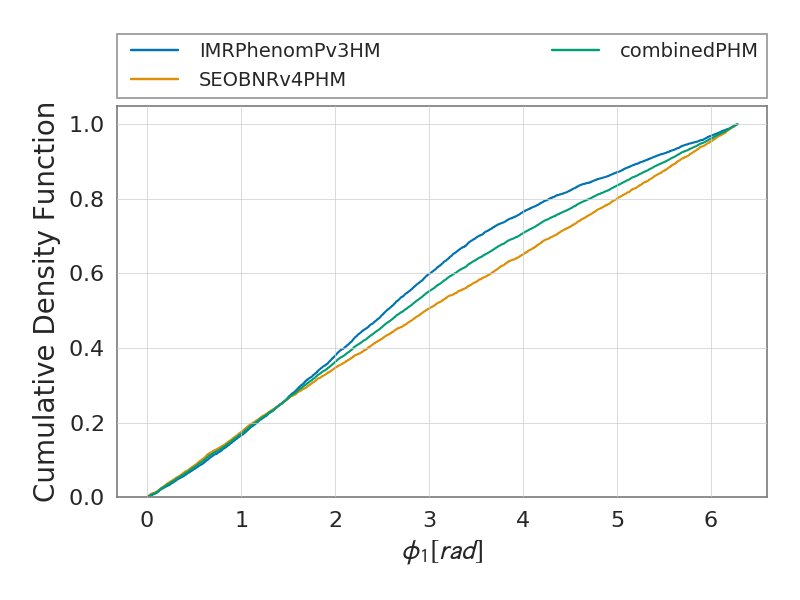 IMRPhenomPv3HM
SEOBNRv4PHM
combinedPHM
Cumulative Density Function
1.0
0.8
0.6
0.4
0.2
0.0
0 1 2 3 4 5 6
ϕ₁[rad]